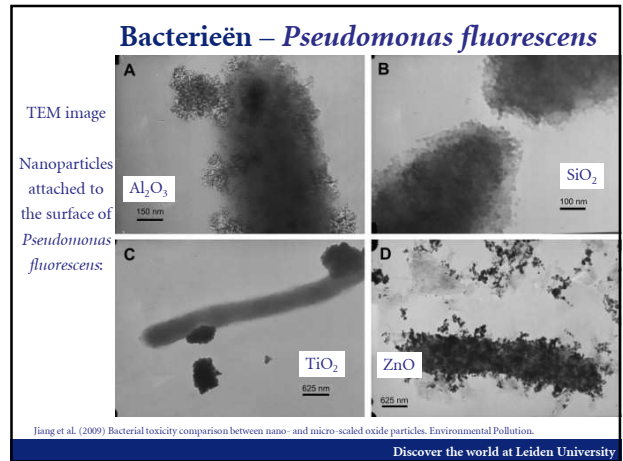 Bacterieën – Pseudomonas fluorescens
TEM image
Nanoparticles
attached to
the surface of
Pseudomonas
fluorescens:
A
Al₂O₃
150 nm
B
SiO₂
100 nm
C
TiO₂
625 nm
D
ZnO
625 nm
Jiang et al. (2009) Bacterial toxicity comparison between nano- and micro-scaled oxide particles. Environmental Pollution.
Discover the world at Leiden University